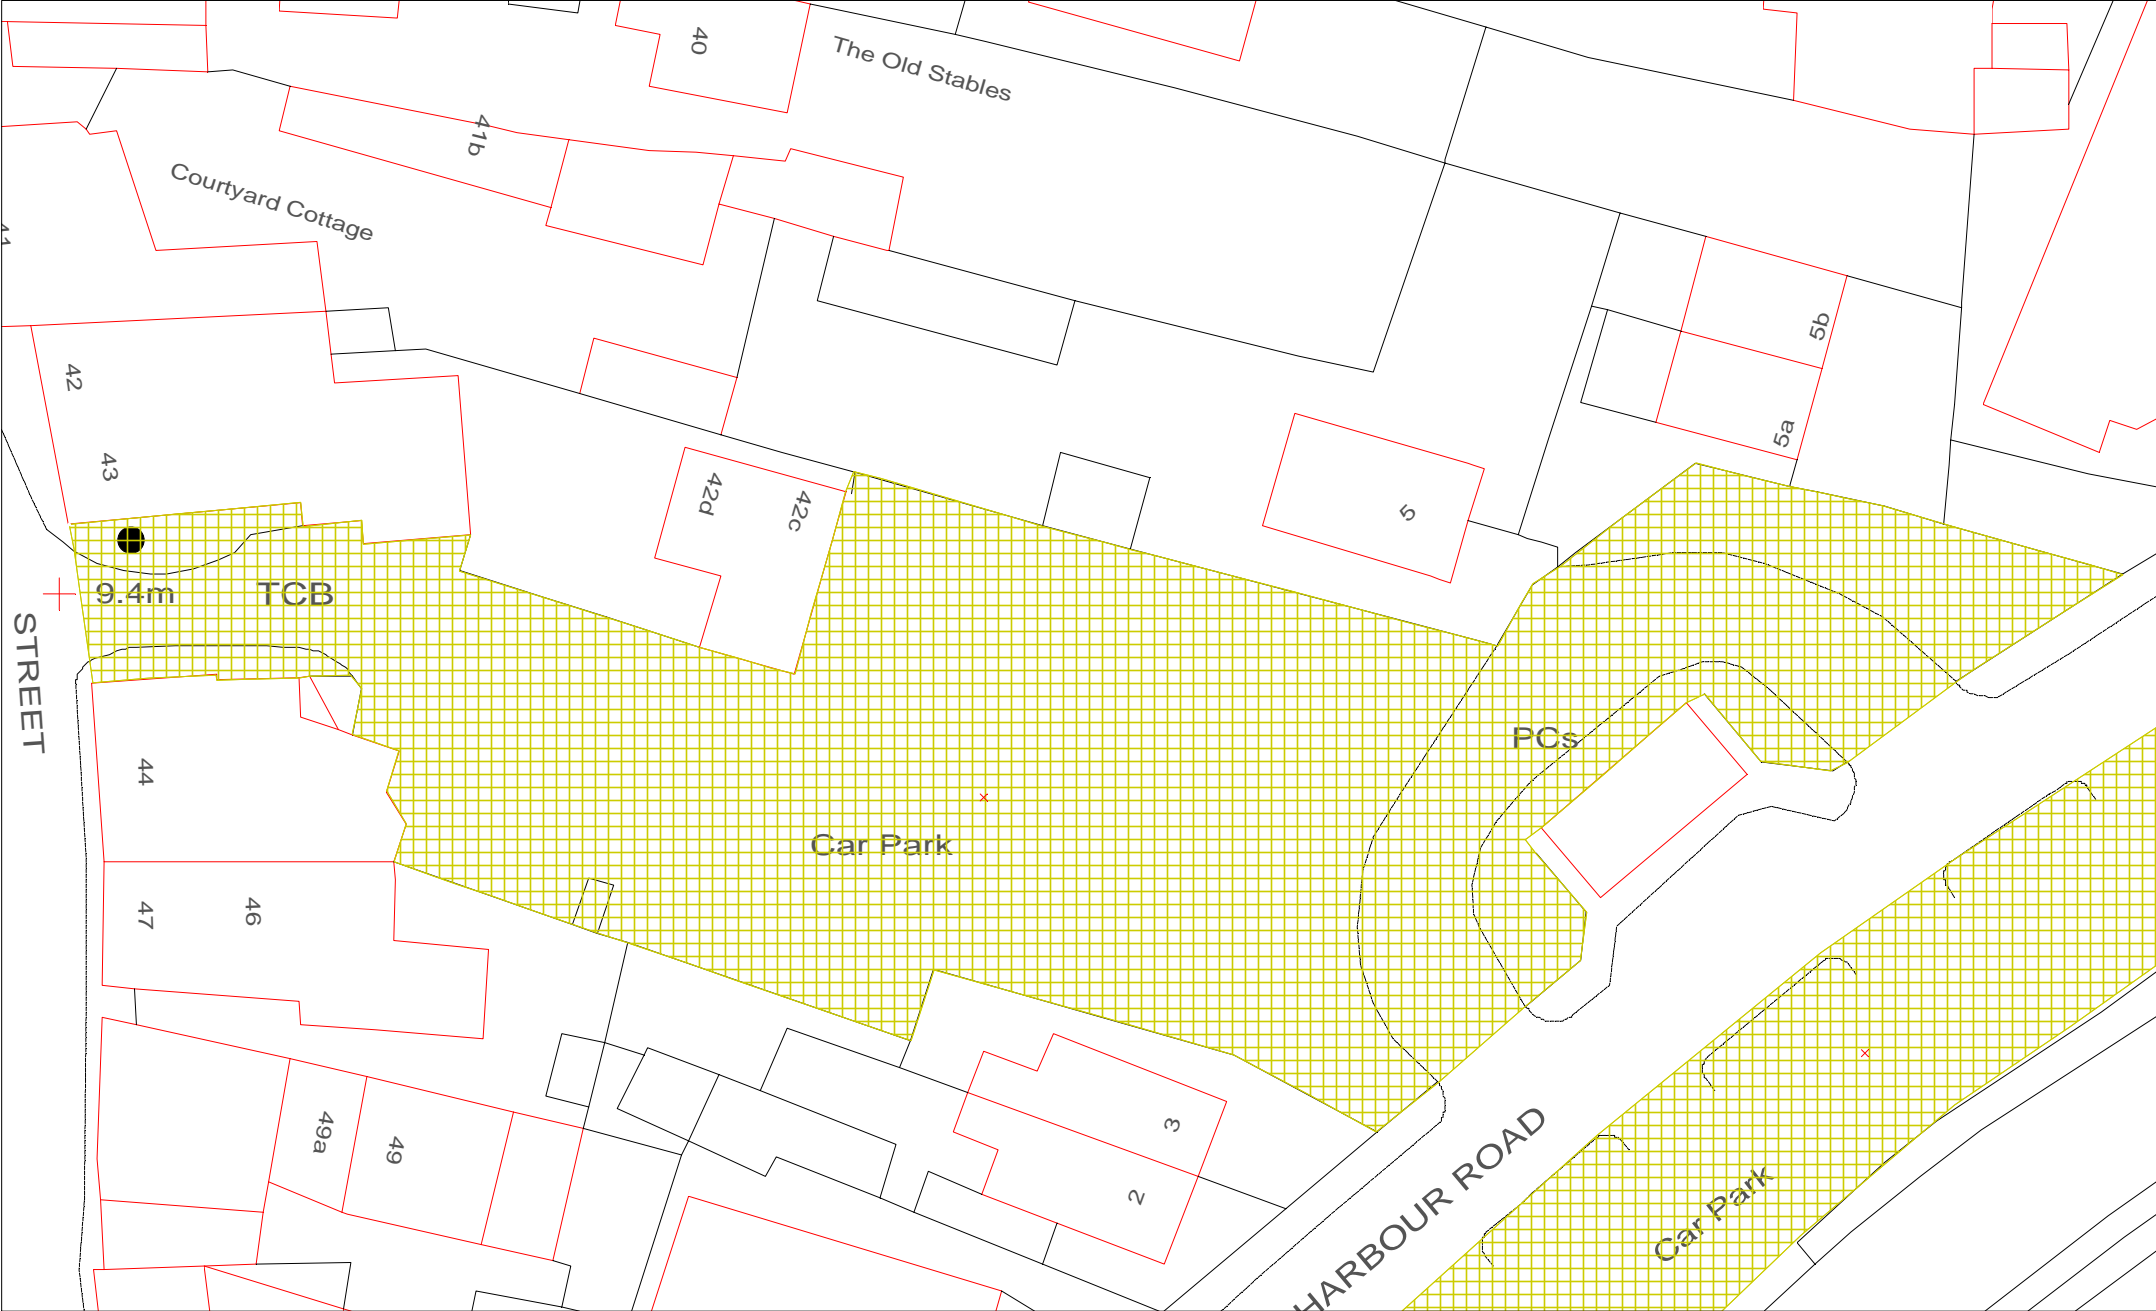 40
The Old Stables
41b
Courtyard Cottage
5b
42
5a
43
42d
42c
5
9.4m
TCB
STREET
PCs
44
Car Park
47
46
49a
49
3
2
HARBOUR ROAD
Car Park